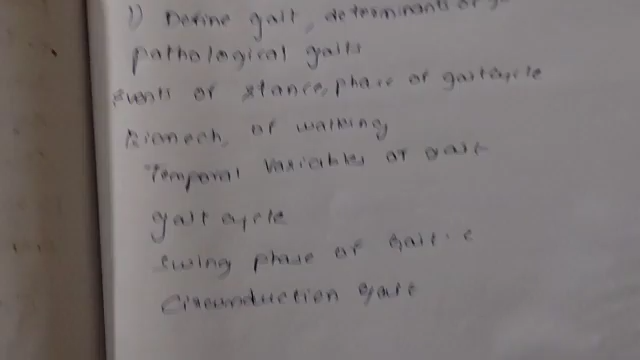 1) Define gait, determinants of
pathological gaits
Events of stance, phase of gait cycle
Biomech, of walking
Temporal variables of gait
gait cycle
swing phase of gait.c
circumduction gait